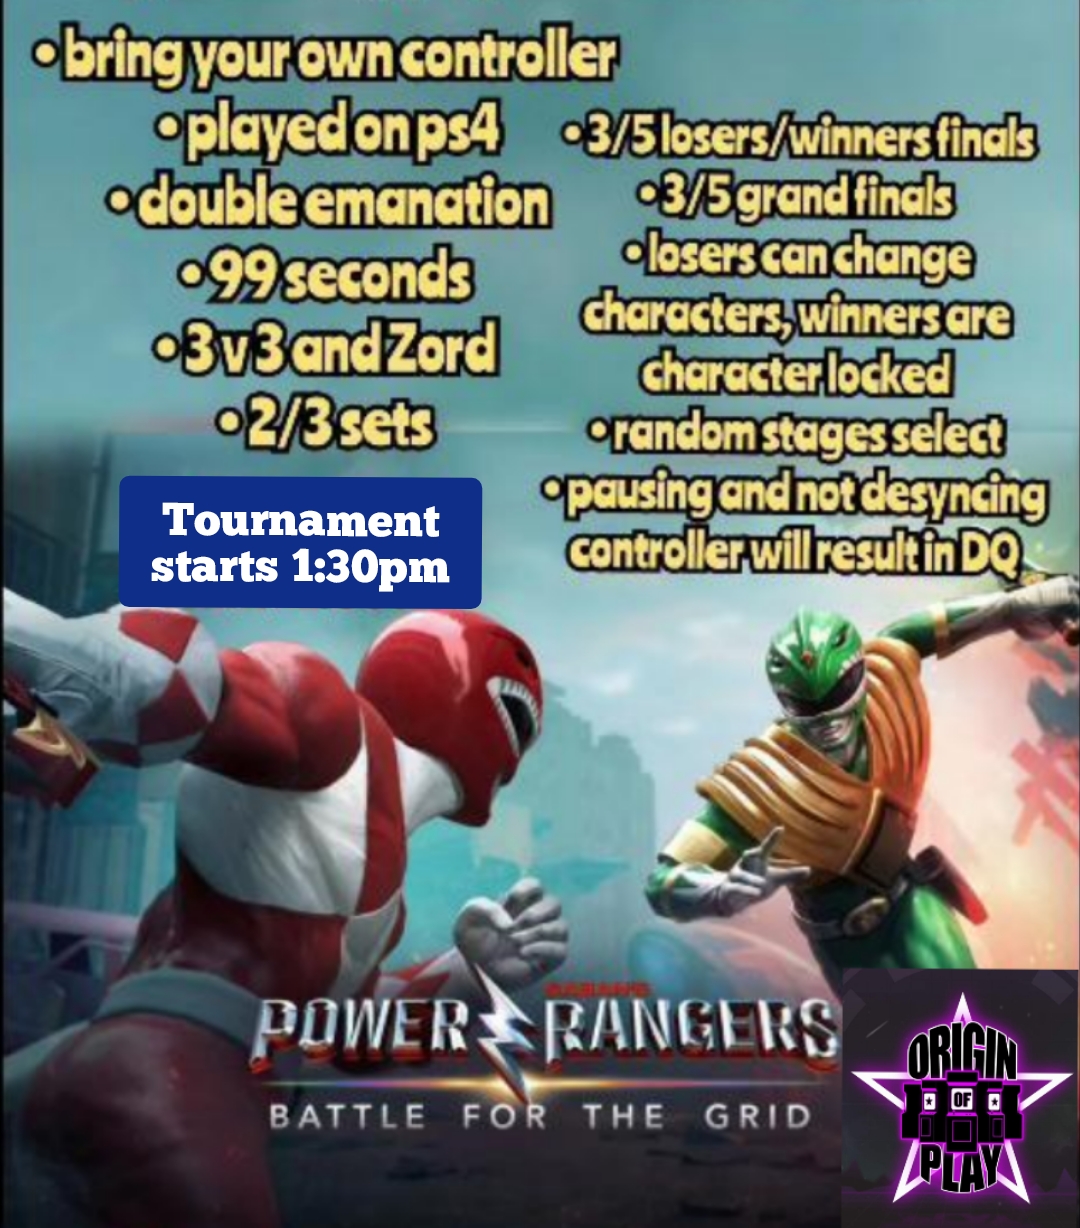 •bring your own controller
•played on ps4
•double emanation
•99 seconds
•3 v 3 and Zord
•2/3 sets
•3/5 losers/winners finals
•3/5 grand finals
•losers can change
characters, winners are
character locked
•random stages select
•pausing and not desyncing
controller will result in DQ
Tournament
starts 1:30pm
SABAN'S
POWER RANGERS
BATTLE FOR THE GRID
ORIGIN
OF
PLAY